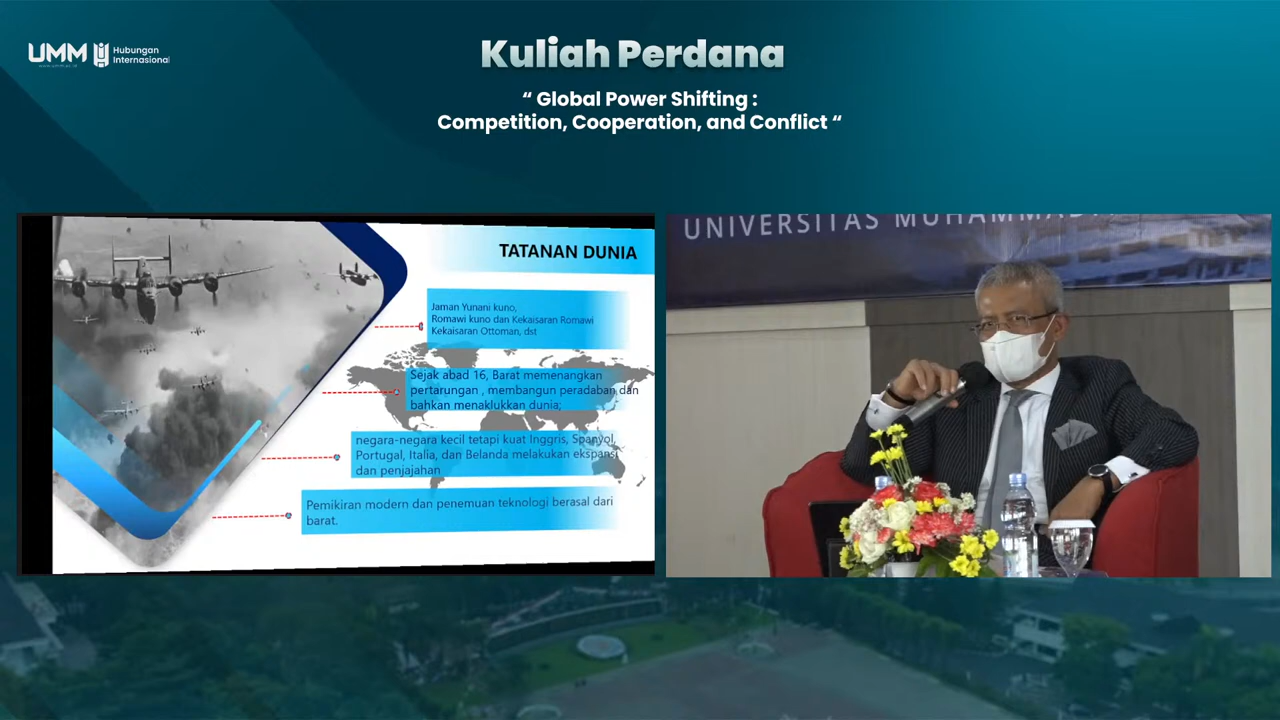 UMM
Hubungan
Internasional
Kuliah Perdana
“ Global Power Shifting :
Competition, Cooperation, and Conflict “
TATANAN DUNIA
Jaman Yunani kuno,
Romawi kuno dan Kekaisaran Romawi
Kekaisaran Ottoman, dst
Sejak abad 16, Barat memenangkan
pertarungan , membangun peradaban dan
bahkan menaklukkan dunia;
negara-negara kecil tetapi kuat Inggris, Spanyol,
Portugal, Italia, dan Belanda melakukan ekspansi
dan penjajahan
Pemikiran modern dan penemuan teknologi berasal dari
barat.
UNIVERSITAS MUHAMMAD